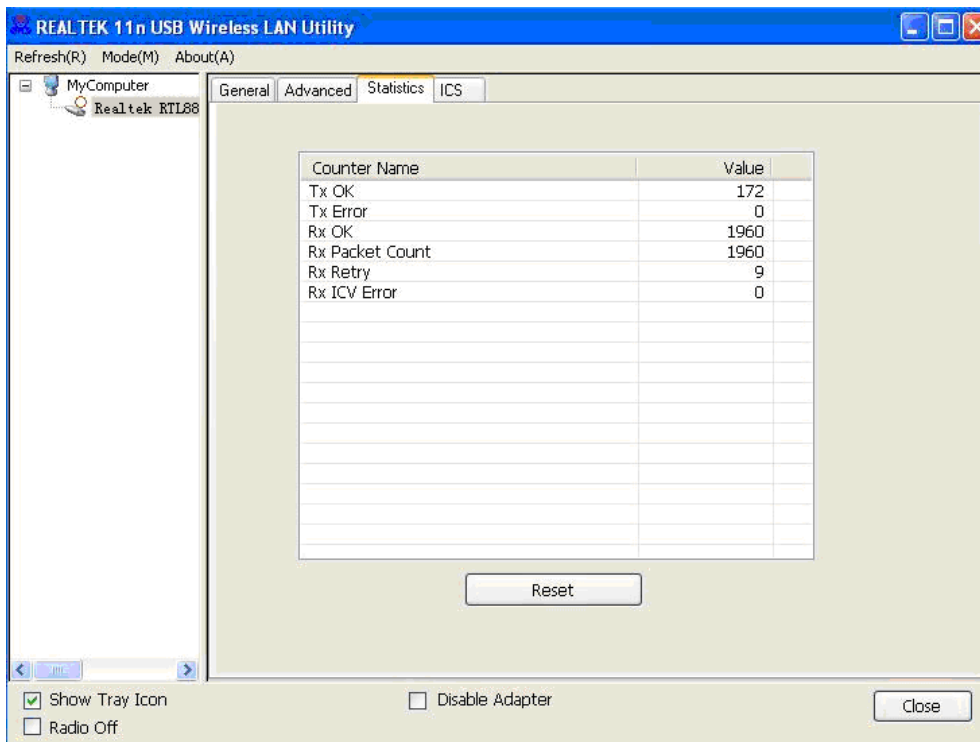 REALTEK 11n USB Wireless LAN Utility
Refresh(R) Mode(M) About(A)
MyComputer
Realtek RTL88
General Advanced Statistics ICS
Counter Name Value
Tx OK 172
Tx Error 0
Rx OK 1960
Rx Packet Count 1960
Rx Retry 9
Rx ICV Error 0
Reset
Show Tray Icon
Disable Adapter
Radio Off
Close